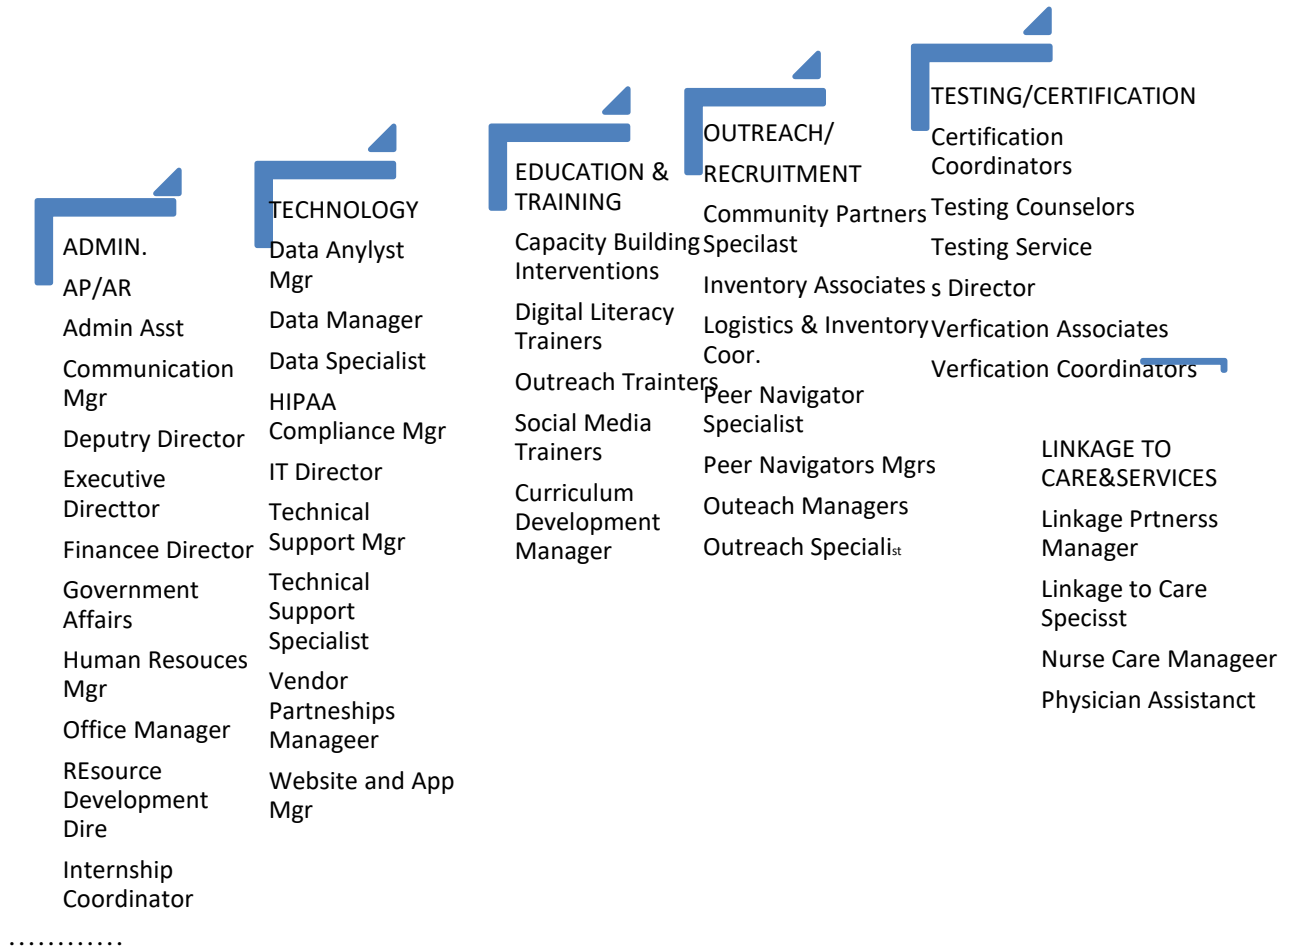 ADMIN.
AP/AR
Admin Asst
Communication
Mgr
Deputry Director
Executive
Directtor
Financee Director
Government
Affairs
Human Resouces
Mgr
Office Manager
REsource
Development
Dire
Internship
Coordinator
TECHNOLOGY
Data Anylyst
Mgr
Data Manager
Data Specialist
HIPAA
Compliance Mgr
IT Director
Technical
Support Mgr
Technical
Support
Specialist
Vendor
Partneships
Manageer
Website and App
Mgr
EDUCATION &
TRAINING
Capacity Building
Interventions
Digital Literacy
Trainers
Outreach Trainters
Social Media
Trainers
Curriculum
Development
Manager
OUTREACH/
RECRUITMENT
Community Partners
Specilast
Inventory Associates
Logistics & Inventory
Coor.
Peer Navigator
Specialist
Peer Navigators Mgrs
Outeach Managers
Outreach Specialist
TESTING/CERTIFICATION
Certification
Coordinators
Testing Counselors
Testing Service
s Director
Verfication Associates
Verfication Coordinators
LINKAGE TO
CARE&SERVICES
Linkage Prtnerss
Manager
Linkage to Care
Specisst
Nurse Care Manageer
Physician Assistanct
............